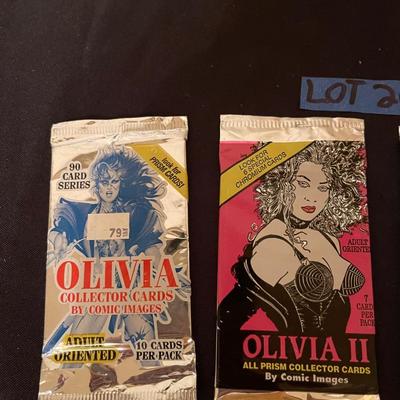 LOT 2
90
CARD
SERIES
look for
PRISM CARDS!
79
OLIVIA
COLLECTOR CARDS
BY COMIC IMAGES
ADULT
ORIENTED
10 CARDS
PER PACK
LOOK FOR
6 SPECIAL
CHROMIUM CARDS
ADULT
ORIENTED
7
CARDS
PER
PACK
OLIVIA II
ALL PRISM COLLECTOR CARDS
By Comic Images